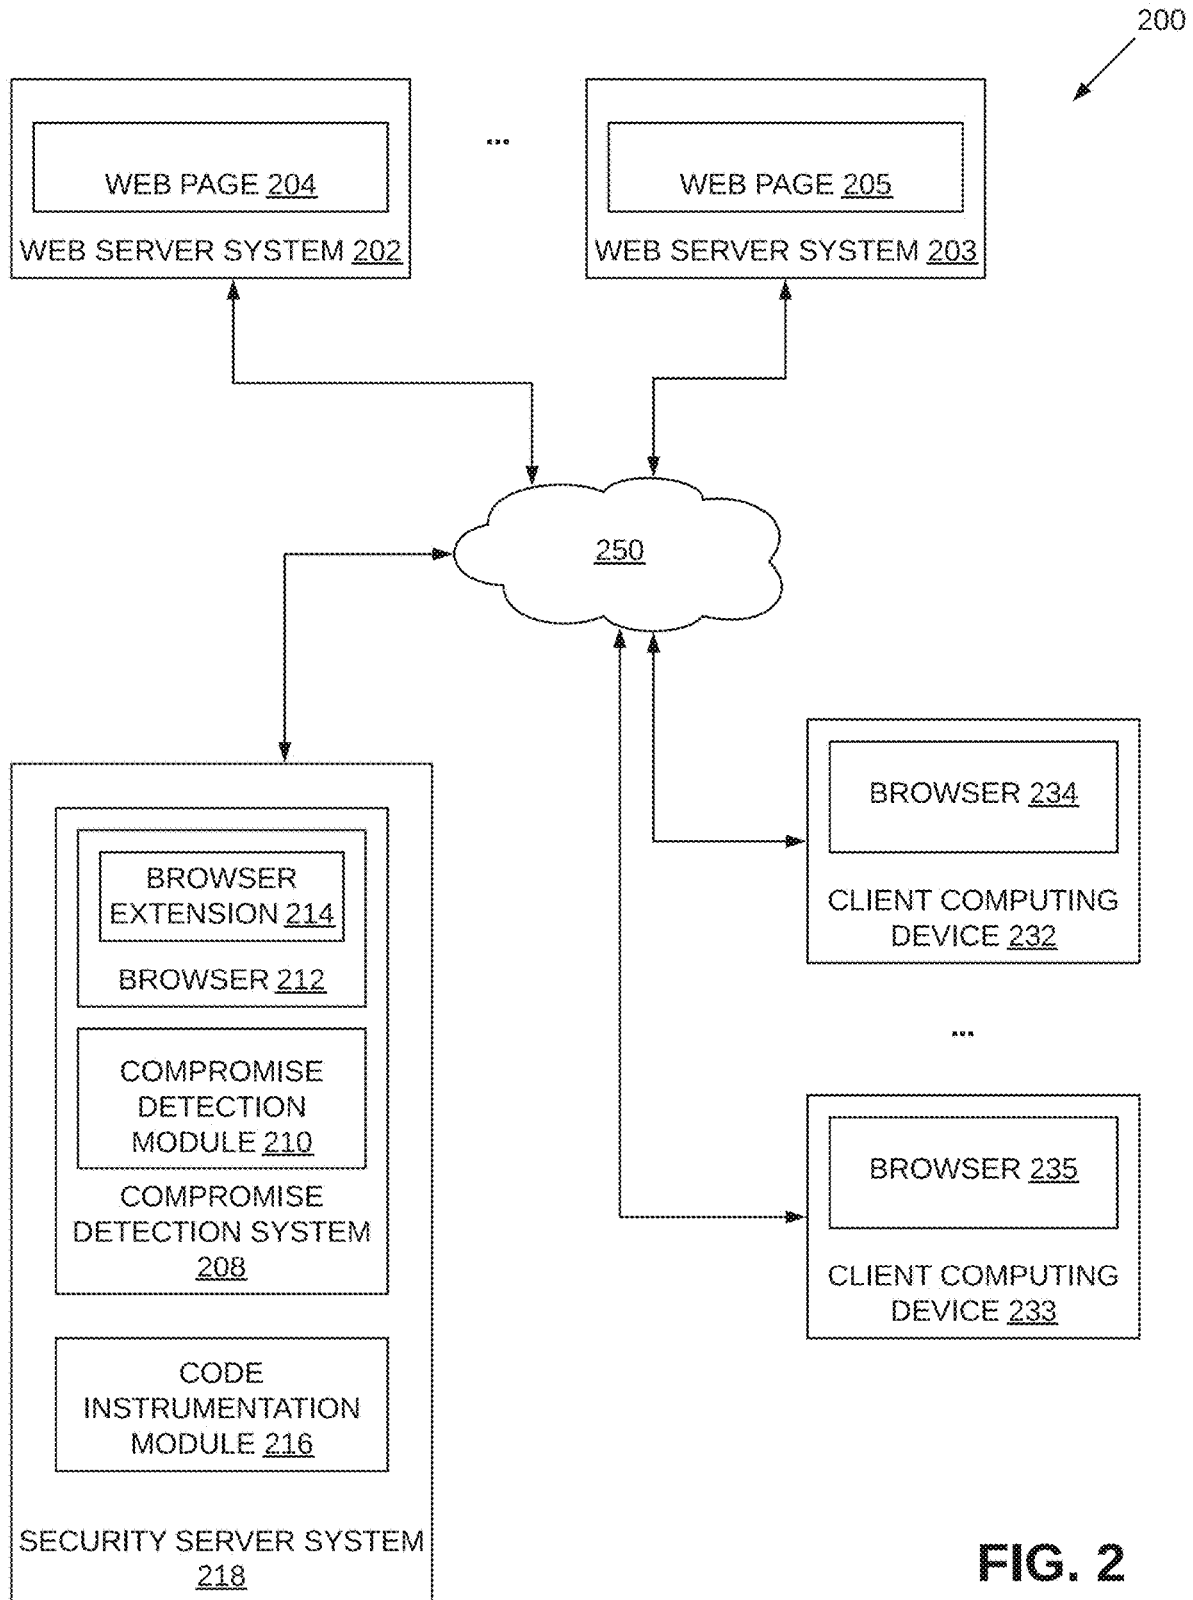 200
WEB PAGE 204
WEB SERVER SYSTEM 202
...
WEB PAGE 205
WEB SERVER SYSTEM 203
250
BROWSER
EXTENSION 214
BROWSER 212
COMPROMISE
DETECTION
MODULE 210
COMPROMISE
DETECTION SYSTEM
208
CODE
INSTRUMENTATION
MODULE 216
SECURITY SERVER SYSTEM
218
BROWSER 234
CLIENT COMPUTING
DEVICE 232
...
BROWSER 235
CLIENT COMPUTING
DEVICE 233
FIG. 2